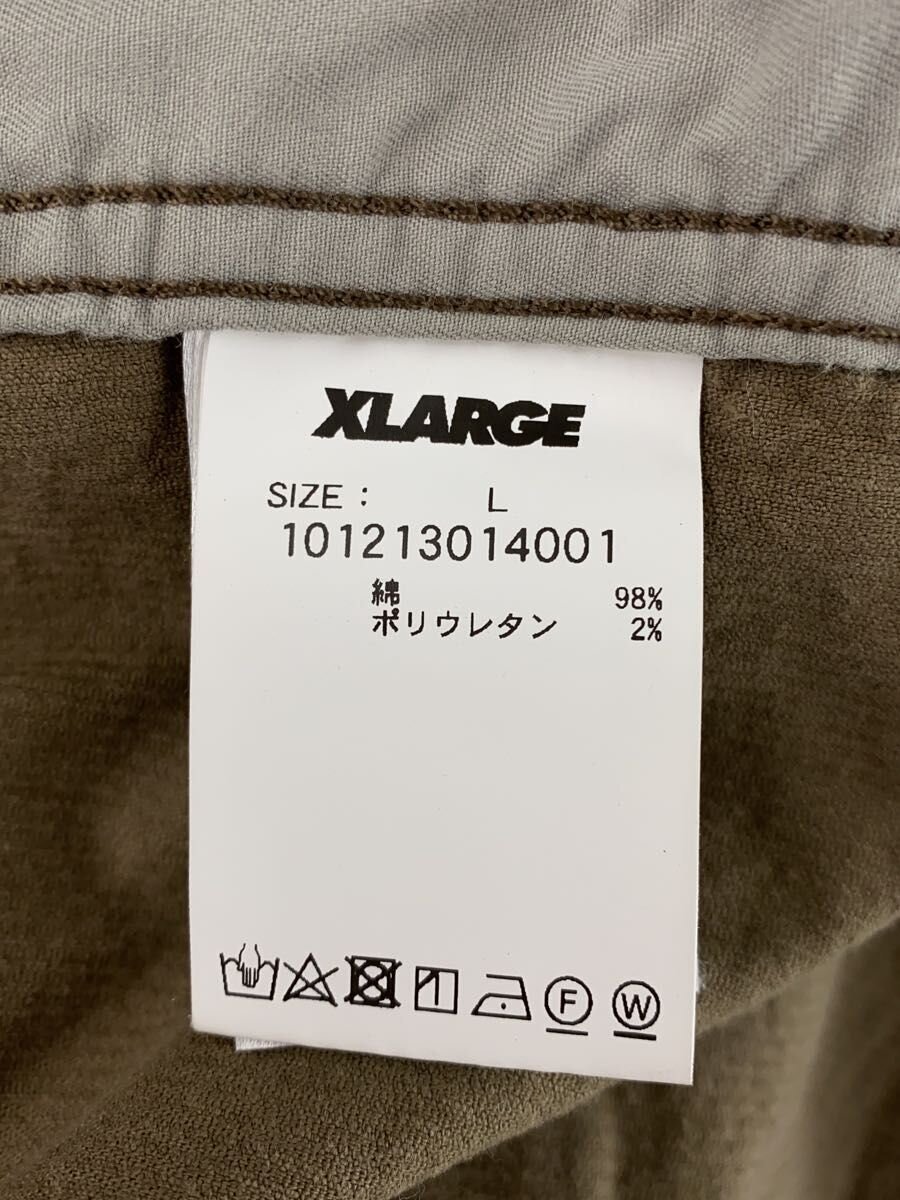 XLARGE
SIZE : L
101213014001
綿 98%
ポリウレタン 2%
F W